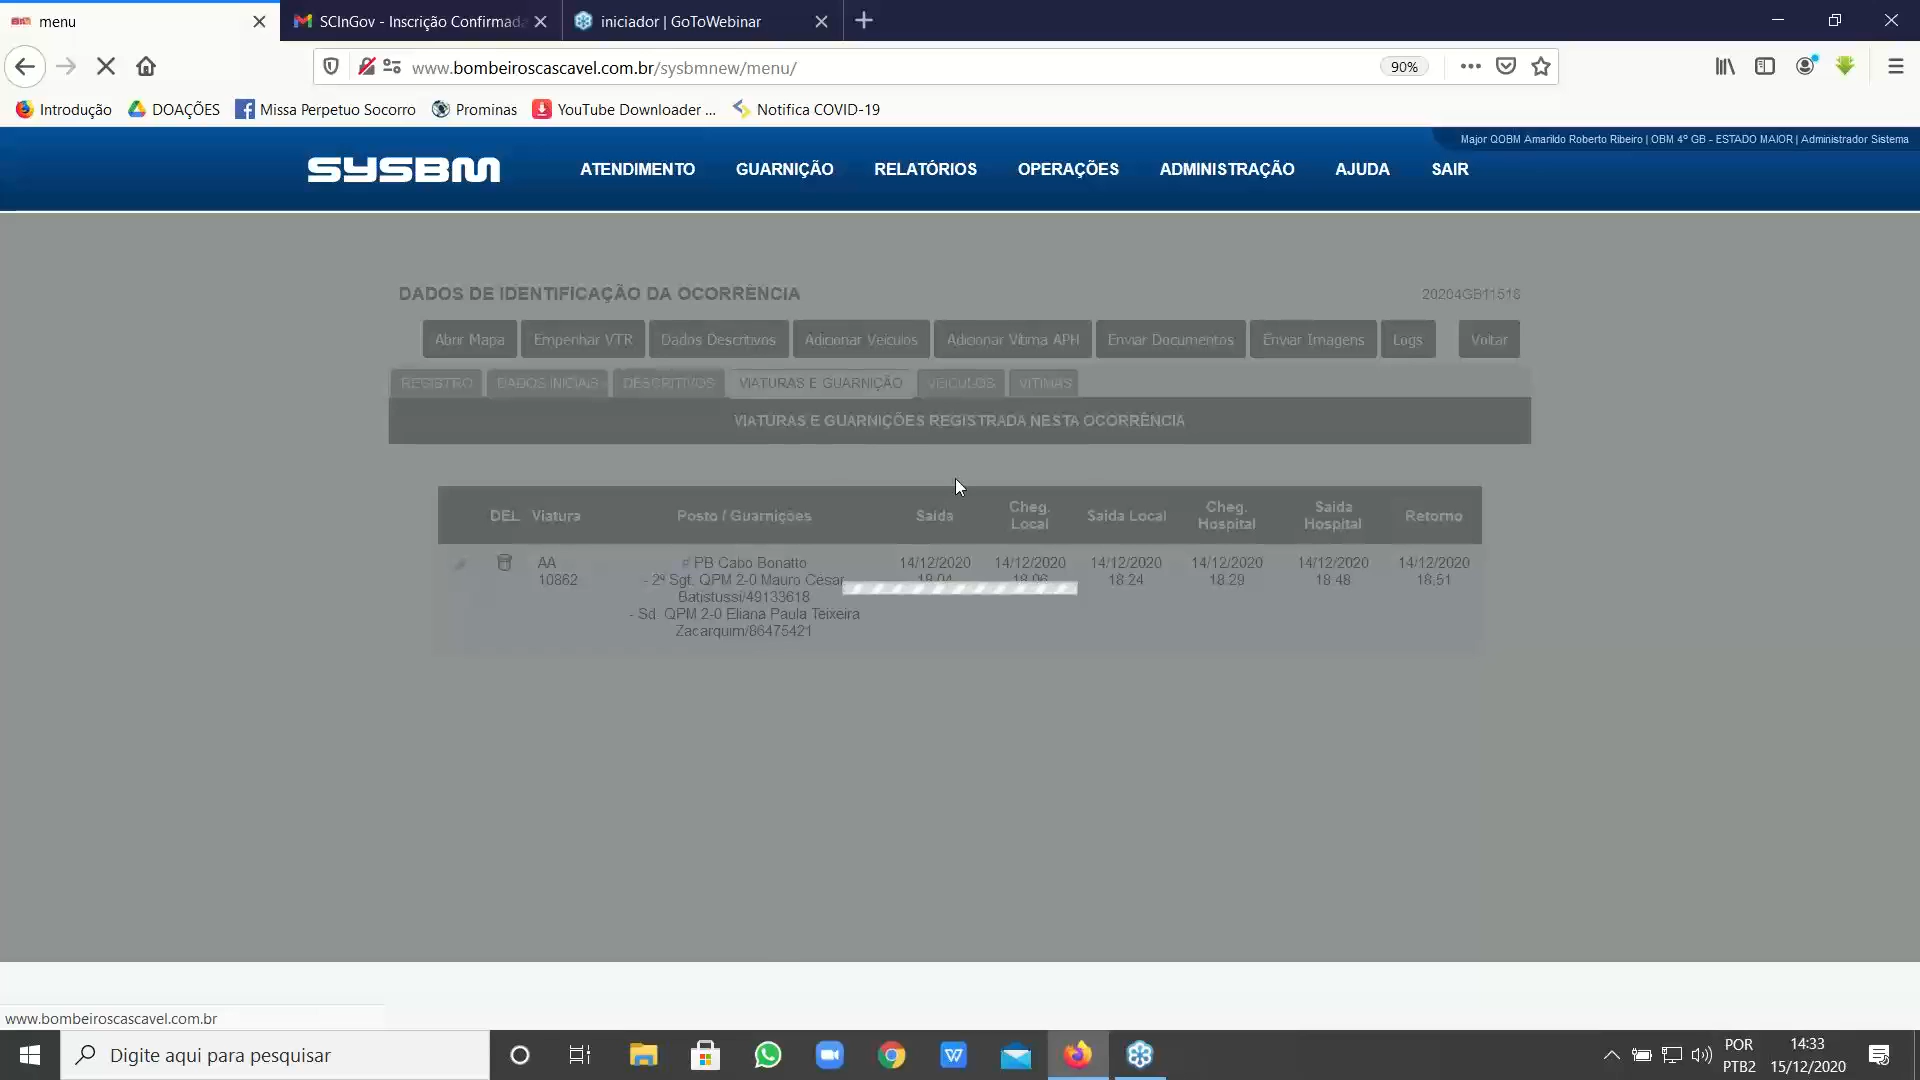 menu
SCInGov - Inscrição Confirmada
iniciador | GoToWebinar
www.bombeiroscascavel.com.br/sysbmnew/menu/
90%
Introdução
DOAÇÕES
Missa Perpetuo Socorro
Prominas
YouTube Downloader ...
Notifica COVID-19
Major QOBM Amarildo Roberto Ribeiro | OBM 4º GB - ESTADO MAIOR | Administrador Sistema
SYSBM
ATENDIMENTO
GUARNIÇÃO
RELATÓRIOS
OPERAÇÕES
ADMINISTRAÇÃO
AJUDA
SAIR
DADOS DE IDENTIFICAÇÃO DA OCORRÊNCIA
20204GB11518
Abrir Mapa
Empenhar VTR
Dados Descritivos
Adicionar Veículos
Adicionar Vitima APH
Enviar Documentos
Enviar Imagens
Logs
Voltar
REGISTRO
DADOS INICIAIS
DESCRITIVOS
VIATURAS E GUARNIÇÃO
VEICULOS
VITIMAS
VIATURAS E GUARNIÇÕES REGISTRADA NESTA OCORRÊNCIA
DEL
Viatura
Posto / Guarnições
Saída
Cheg. Local
Saida Local
Cheg. Hospital
Saida Hospital
Retorno
AA
10862
PB Cabo Bonatto
- 2º Sgt. QPM 2-0 Mauro Cesar
Batistussi/49133618
- Sd. QPM 2-0 Eliana Paula Teixeira
Zacarquim/86475421
14/12/2020
18:04
14/12/2020
18:06
14/12/2020
18:24
14/12/2020
18:29
14/12/2020
18:48
14/12/2020
18:51
www.bombeiroscascavel.com.br
Digite aqui para pesquisar
POR
PTB2
14:33
15/12/2020